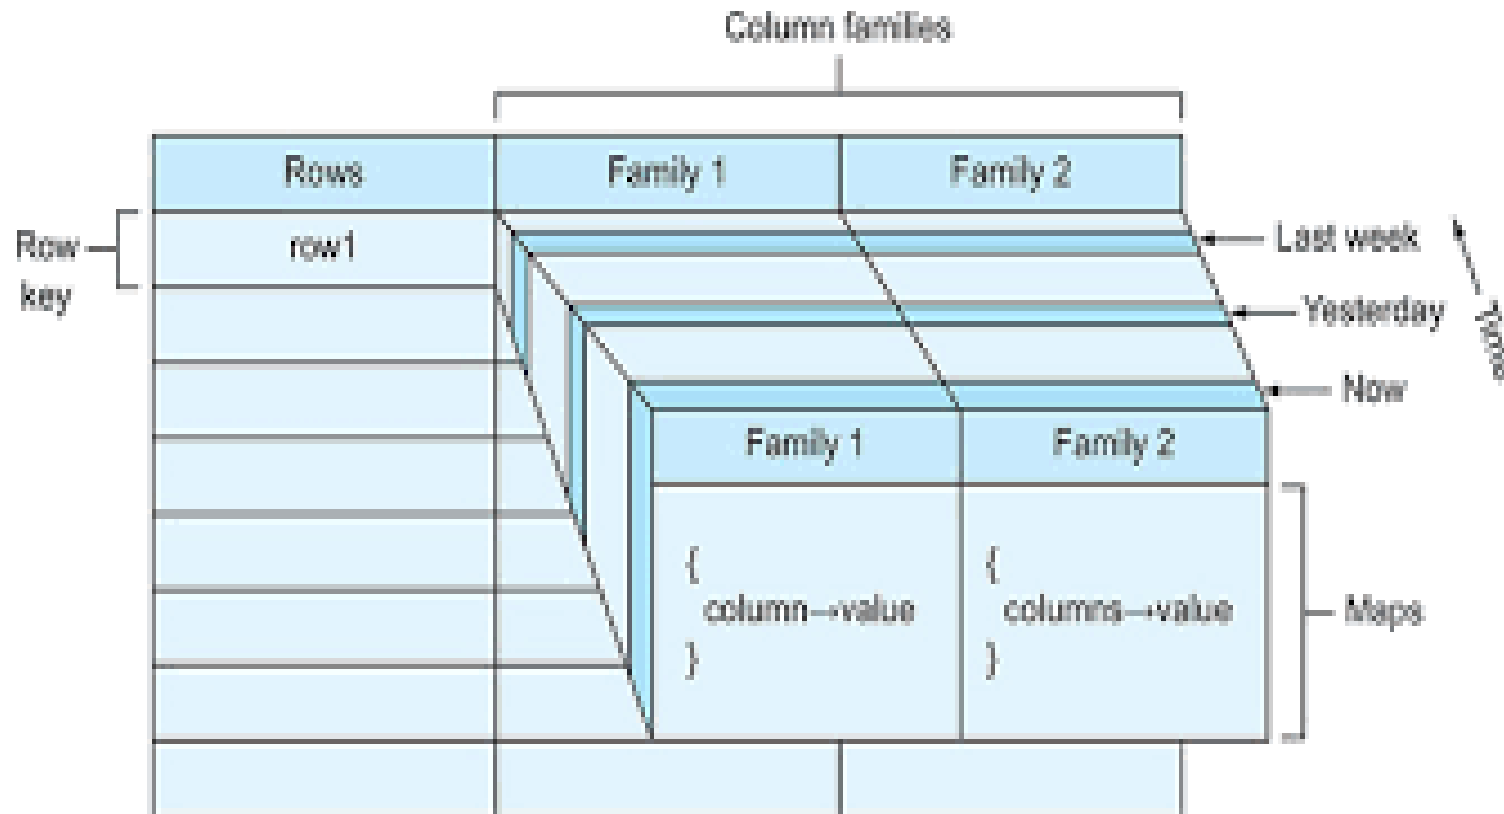 Column families
Rows
Family 1
Family 2
Row
key
row1
Last week
Yesterday
Now
Time
Family 1
Family 2
{
column→value
}
{
columns→value
}
Maps